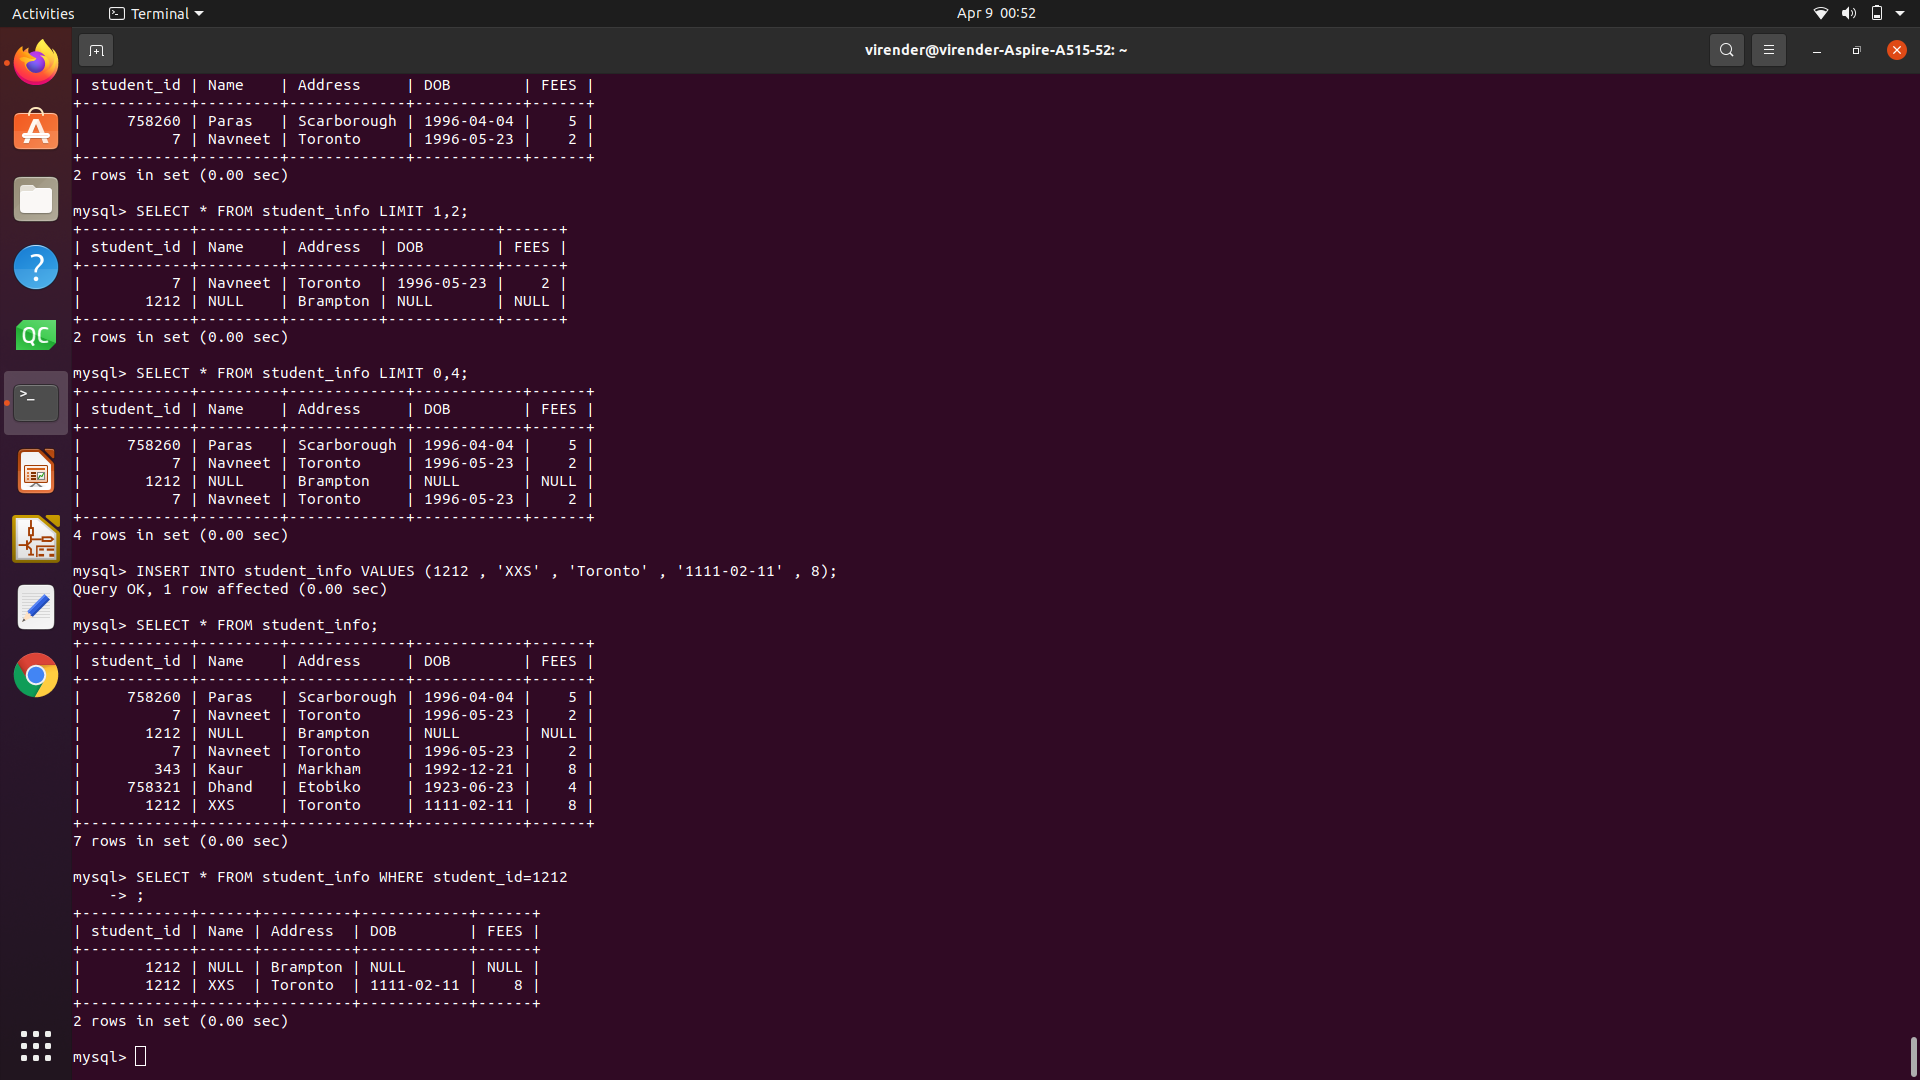 Activities
Terminal
Apr 9 00:52
virender@virender-Aspire-A515-52: ~
| student_id | Name    | Address     | DOB        | FEES |
+------------+---------+-------------+------------+------+
|     758260 | Paras   | Scarborough | 1996-04-04 |    5 |
|          7 | Navneet | Toronto     | 1996-05-23 |    2 |
+------------+---------+-------------+------------+------+
2 rows in set (0.00 sec)
mysql> SELECT * FROM student_info LIMIT 1,2;
+------------+---------+----------+------------+------+
| student_id | Name    | Address  | DOB        | FEES |
+------------+---------+----------+------------+------+
|          7 | Navneet | Toronto  | 1996-05-23 |    2 |
|       1212 | NULL    | Brampton | NULL       | NULL |
+------------+---------+----------+------------+------+
2 rows in set (0.00 sec)
mysql> SELECT * FROM student_info LIMIT 0,4;
+------------+---------+-------------+------------+------+
| student_id | Name    | Address     | DOB        | FEES |
+------------+---------+-------------+------------+------+
|     758260 | Paras   | Scarborough | 1996-04-04 |    5 |
|          7 | Navneet | Toronto     | 1996-05-23 |    2 |
|       1212 | NULL    | Brampton    | NULL       | NULL |
|          7 | Navneet | Toronto     | 1996-05-23 |    2 |
+------------+---------+-------------+------------+------+
4 rows in set (0.00 sec)
mysql> INSERT INTO student_info VALUES (1212 , 'XXS' , 'Toronto' , '1111-02-11' , 8);
Query OK, 1 row affected (0.00 sec)
mysql> SELECT * FROM student_info;
+------------+---------+-------------+------------+------+
| student_id | Name    | Address     | DOB        | FEES |
+------------+---------+-------------+------------+------+
|     758260 | Paras   | Scarborough | 1996-04-04 |    5 |
|          7 | Navneet | Toronto     | 1996-05-23 |    2 |
|       1212 | NULL    | Brampton    | NULL       | NULL |
|          7 | Navneet | Toronto     | 1996-05-23 |    2 |
|        343 | Kaur    | Markham     | 1992-12-21 |    8 |
|     758321 | Dhand   | Etobiko     | 1923-06-23 |    4 |
|       1212 | XXS     | Toronto     | 1111-02-11 |    8 |
+------------+---------+-------------+------------+------+
7 rows in set (0.00 sec)
mysql> SELECT * FROM student_info WHERE student_id=1212
    -> ;
+------------+------+----------+------------+------+
| student_id | Name | Address  | DOB        | FEES |
+------------+------+----------+------------+------+
|       1212 | NULL | Brampton | NULL       | NULL |
|       1212 | XXS  | Toronto  | 1111-02-11 |    8 |
+------------+------+----------+------------+------+
2 rows in set (0.00 sec)
mysql>
QC